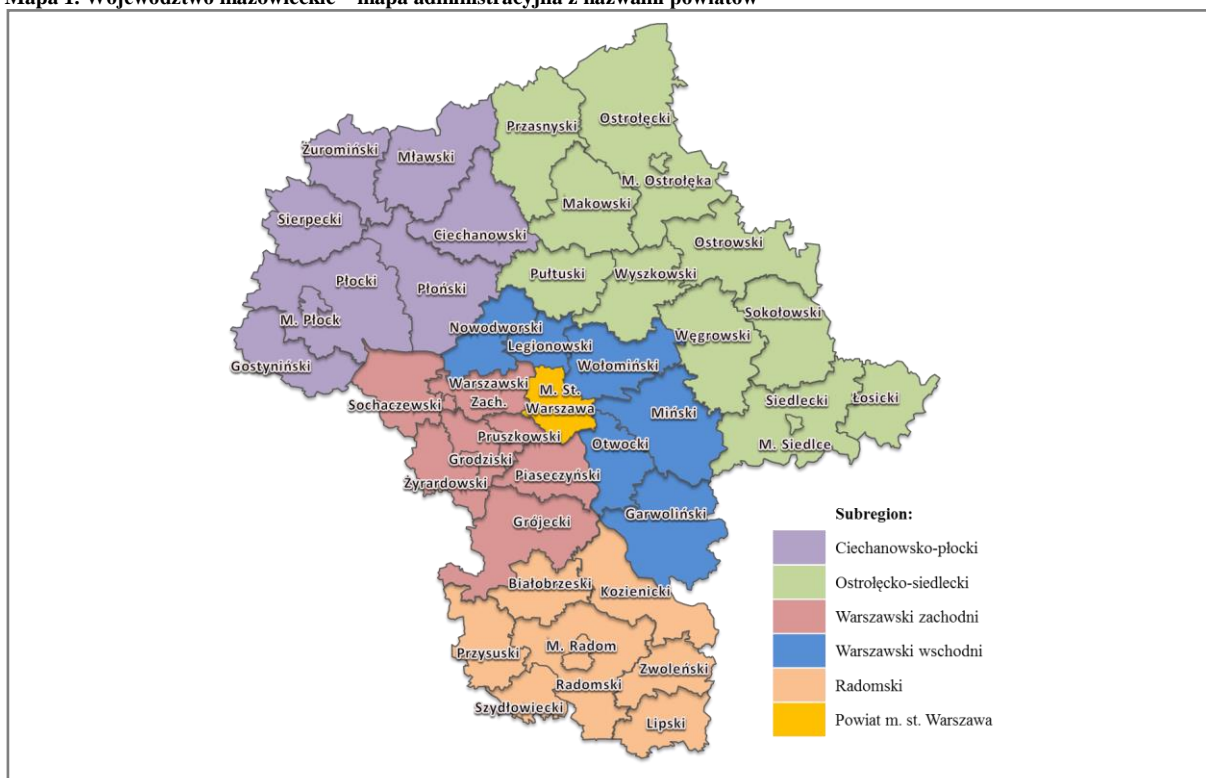 Mapa 1. Województwo mazowieckie – mapa administracyjna z nazwami powiatów
Ostrołęcki
Przasnyski
Żuromiński
Mławski
M. Ostrołęka
Makowski
Sierpecki
Ciechanowski
Ostrowski
Płocki
Płoński
Pułtuski
Wyszkowski
M. Płock
Nowodworski
Sokołowski
Legionowski
Węgrowski
Gostyniński
Wołomiński
Warszawski
Zach.
M. St.
Warszawa
Sochaczewski
Miński
Siedlecki
Łosicki
Pruszkowski
Otwocki
M. Siedlce
Grodziski
Piaseczyński
Żyrardowski
Grójecki
Garwoliński
Białobrzeski
Kozienicki
M. Radom
Przysuski
Zwoleński
Radomski
Szydłowiecki
Lipski
Subregion:
Ciechanowsko-płocki
Ostrołęcko-siedlecki
Warszawski zachodni
Warszawski wschodni
Radomski
Powiat m. st. Warszawa